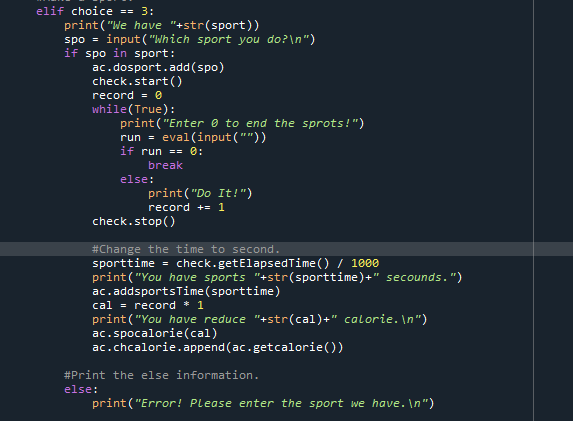 elif choice == 3:
print("We have "+str(sport))
spo = input("Which sport you do?\n")
if spo in sport:
ac.dosport.add(spo)
check.start()
record = 0
while(True):
print("Enter 0 to end the sprots!")
run = eval(input(""))
if run == 0:
break
else:
print("Do It!")
record += 1
check.stop()
#Change the time to second.
sporttime = check.getElapsedTime() / 1000
print("You have sports "+str(sporttime)+" secounds.")
ac.addsportsTime(sporttime)
cal = record * 1
print("You have reduce "+str(cal)+" calorie.\n")
ac.spocalorie(cal)
ac.chcalorie.append(ac.getcalorie())
#Print the else information.
else:
print("Error! Please enter the sport we have.\n")